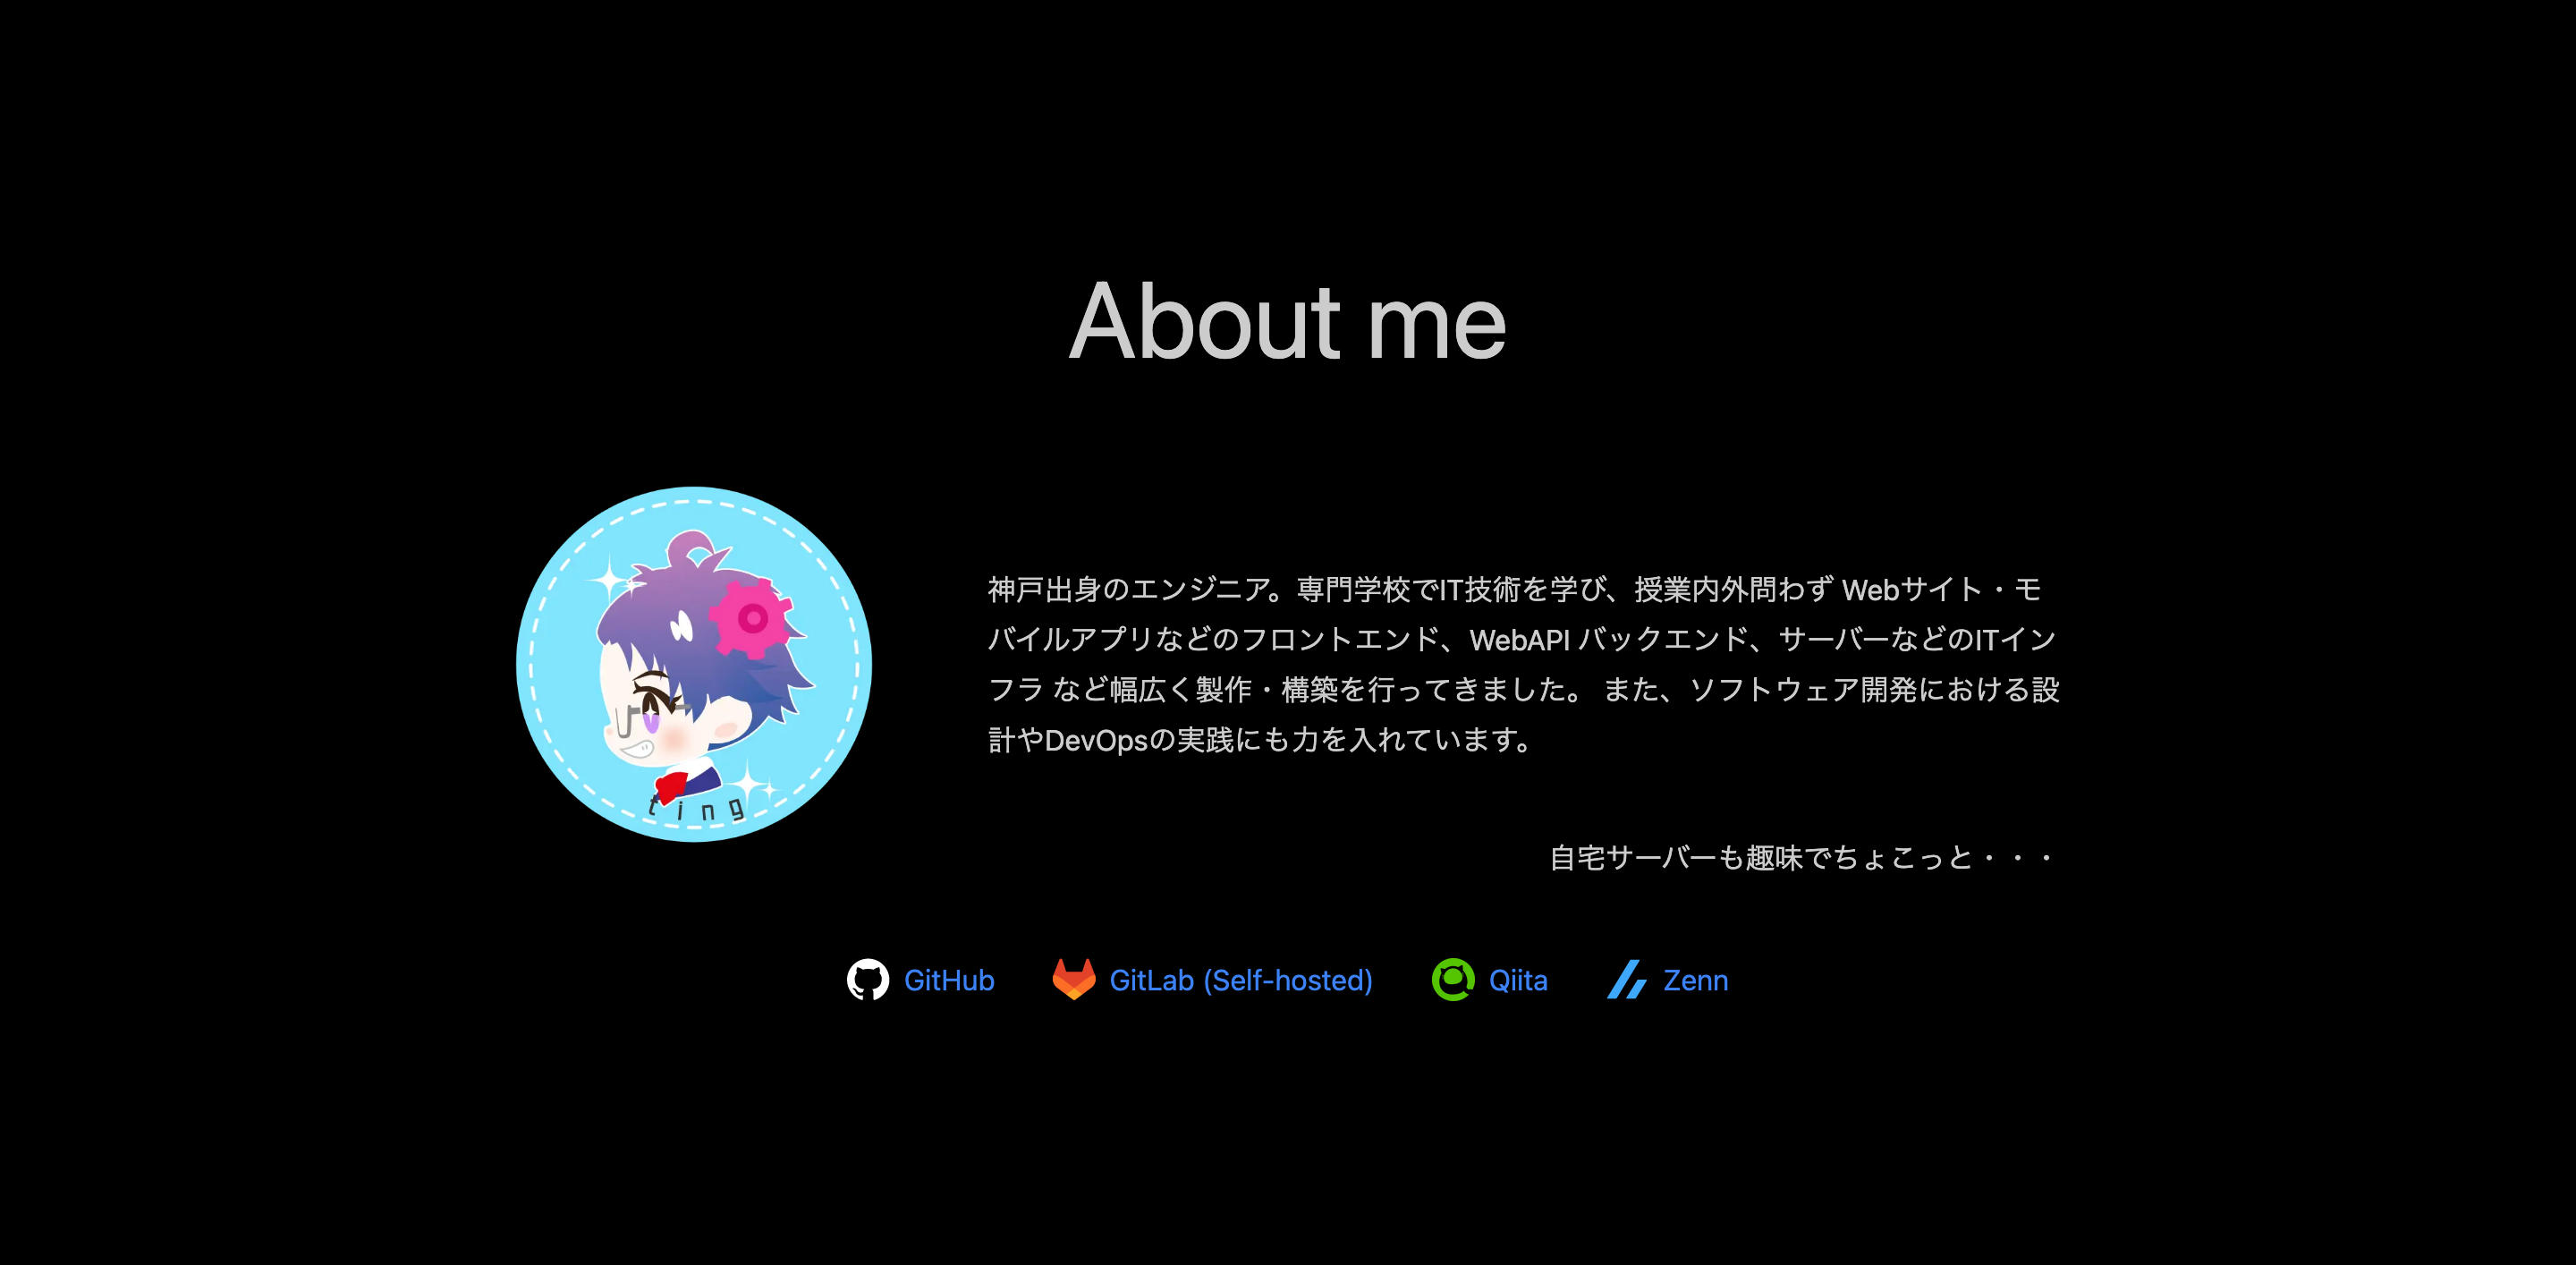 About me
神戸出身のエンジニア。専門学校でIT技術を学び、授業内外問わず Webサイト・モ
バイルアプリなどのフロントエンド、WebAPI バックエンド、サーバーなどのITイン
フラ など幅広く製作・構築を行ってきました。 また、ソフトウェア開発における設
計やDevOpsの実践にも力を入れています。
ting
自宅サーバーも趣味でちょこっと・・・
GitHub
GitLab (Self-hosted)
Qiita
Zenn